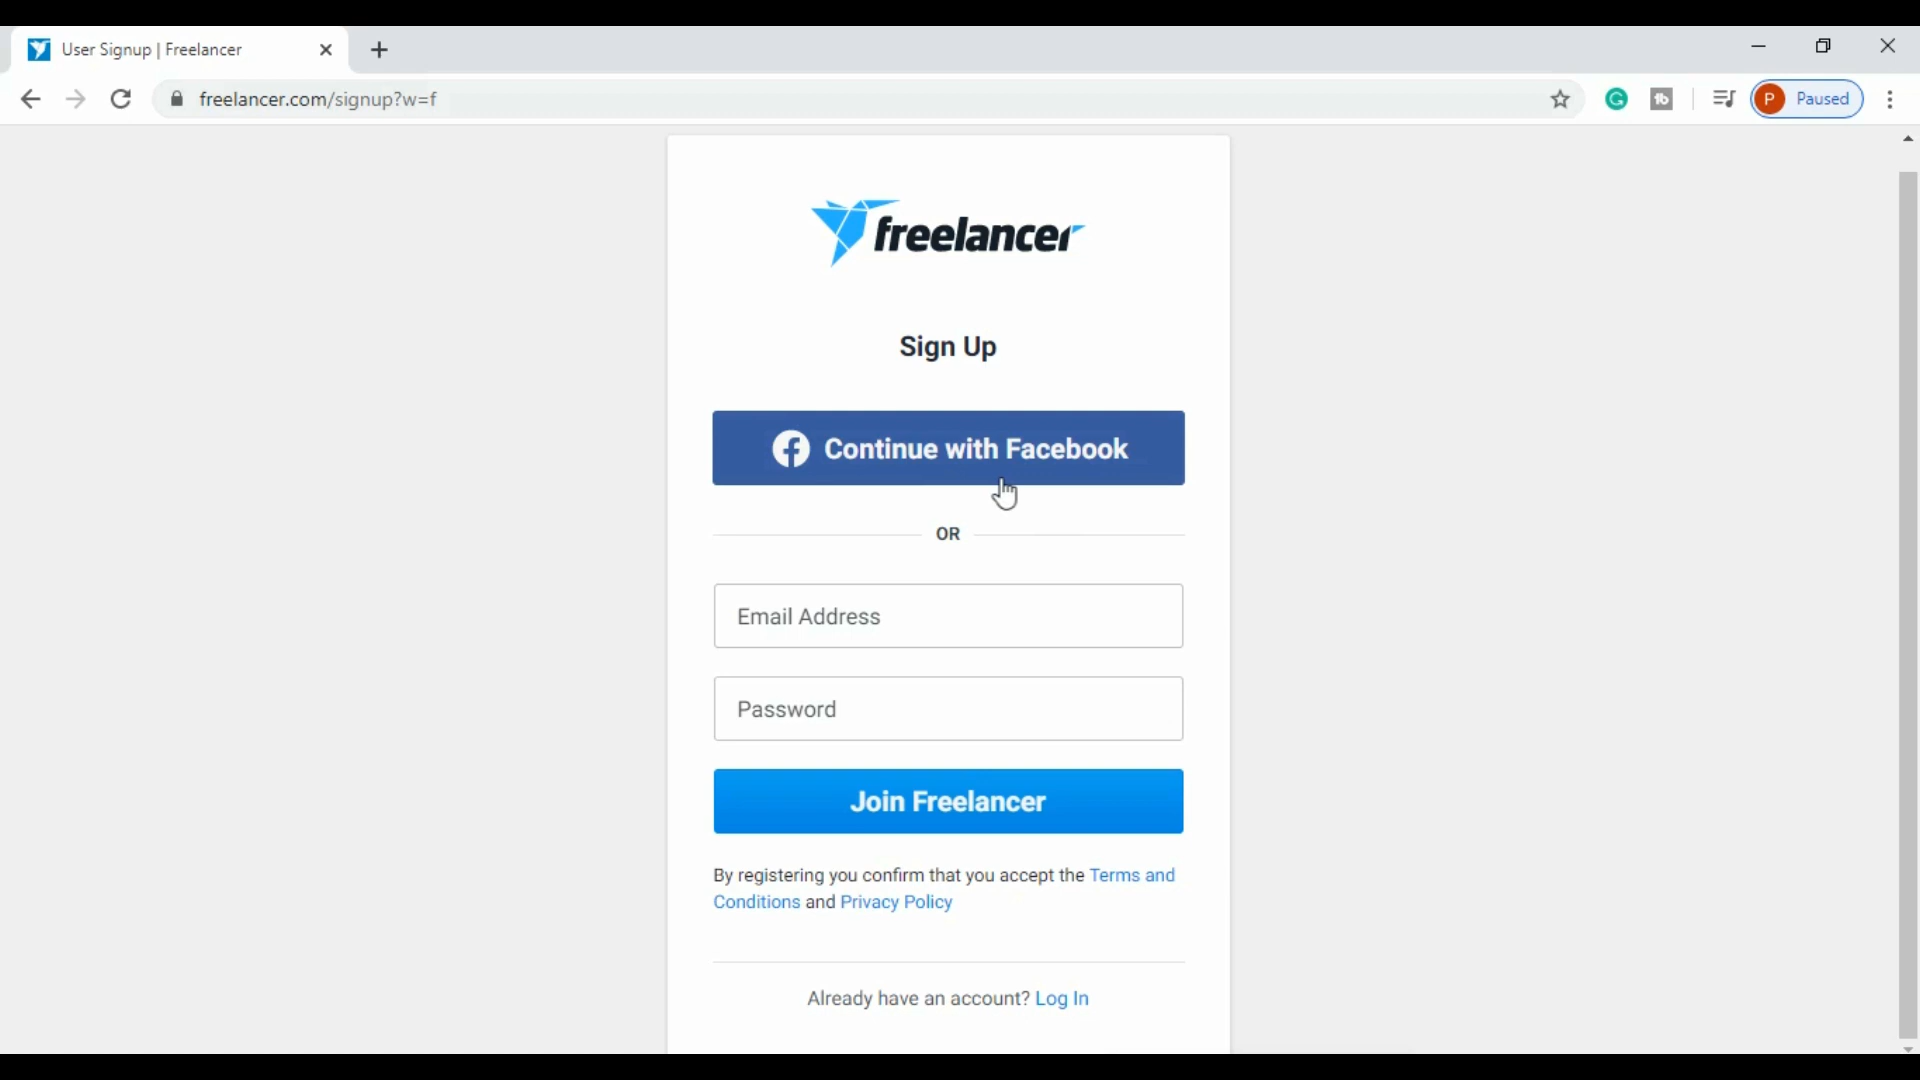 User Signup | Freelancer
freelancer.com/signup?w=f
G
tb
P Paused
freelancer
Sign Up
Continue with Facebook
OR
Email Address
Password
Join Freelancer
By registering you confirm that you accept the Terms and
Conditions and Privacy Policy
Already have an account? Log In